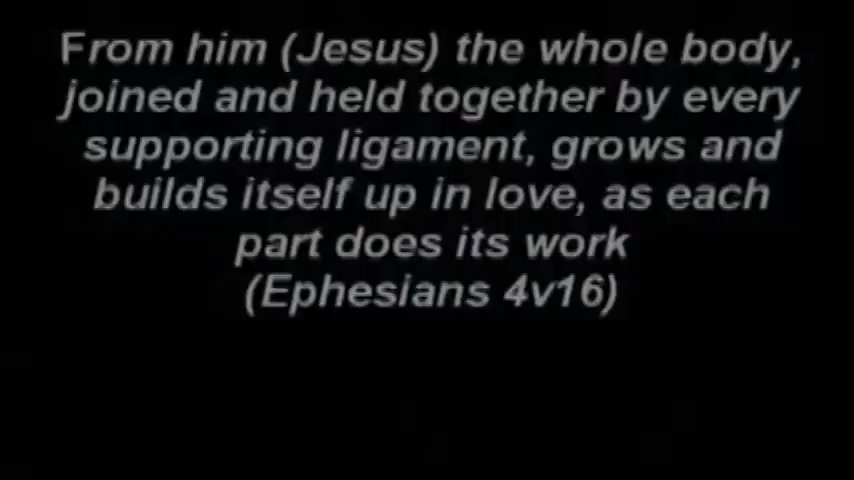 From him (Jesus) the whole body,
joined and held together by every
supporting ligament, grows and
builds itself up in love, as each
part does its work
(Ephesians 4v16)